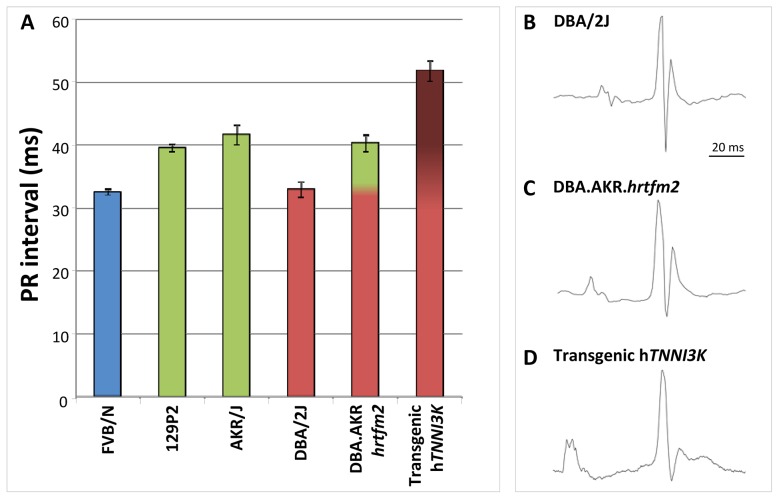 A
PR interval (ms)
60
50
40
30
20
10
0
FVB/N
129P2
AKR/J
DBA/2J
DBA.AKR
hrtfm2
Transgenic
hTNNI3K
B DBA/2J
20 ms
C DBA.AKR.hrtfm2
D Transgenic hTNNI3K